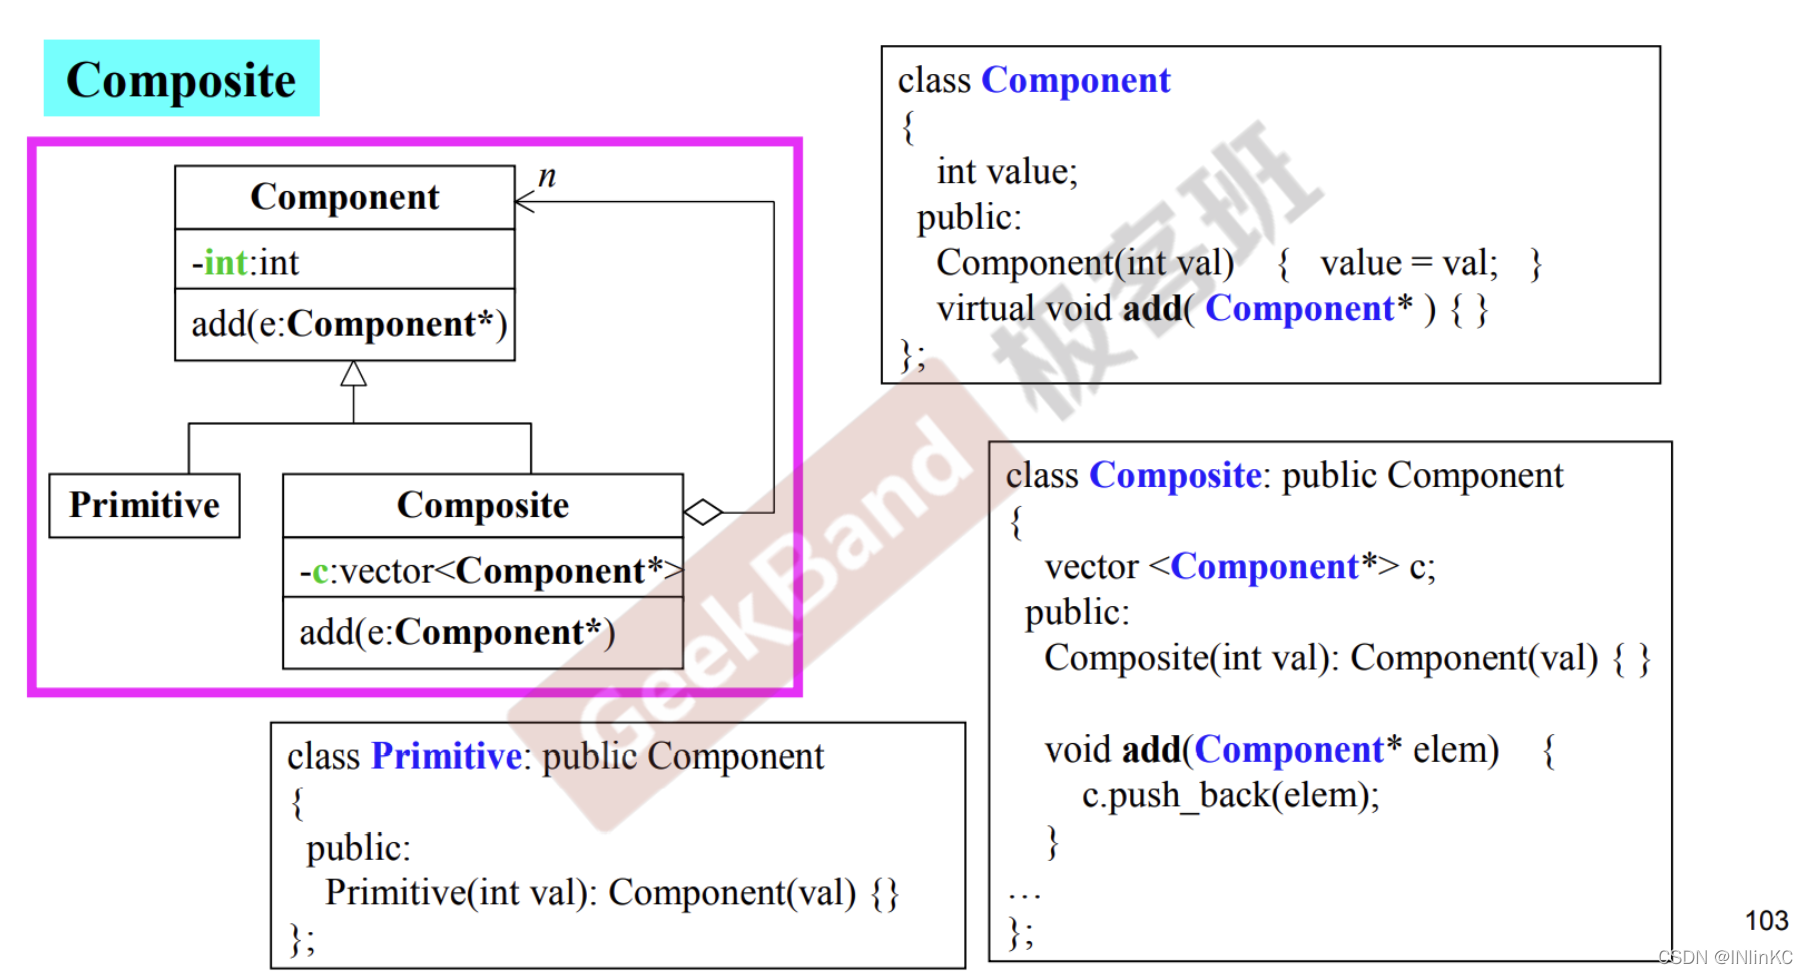 Composite
Component
n
-int:int
add(e:Component*)
Primitive
Composite
-c:vector<Component*>
add(e:Component*)
class Component
{
int value;
public:
Component(int val) { value = val; }
virtual void add( Component* ) { }
};
class Primitive: public Component
{
public:
Primitive(int val): Component(val) {}
};
class Composite: public Component
{
vector <Component*> c;
public:
Composite(int val): Component(val) { }
void add(Component* elem) {
c.push_back(elem);
}
...
};
GeekBand 极客班
103
CSDN @INlinKC